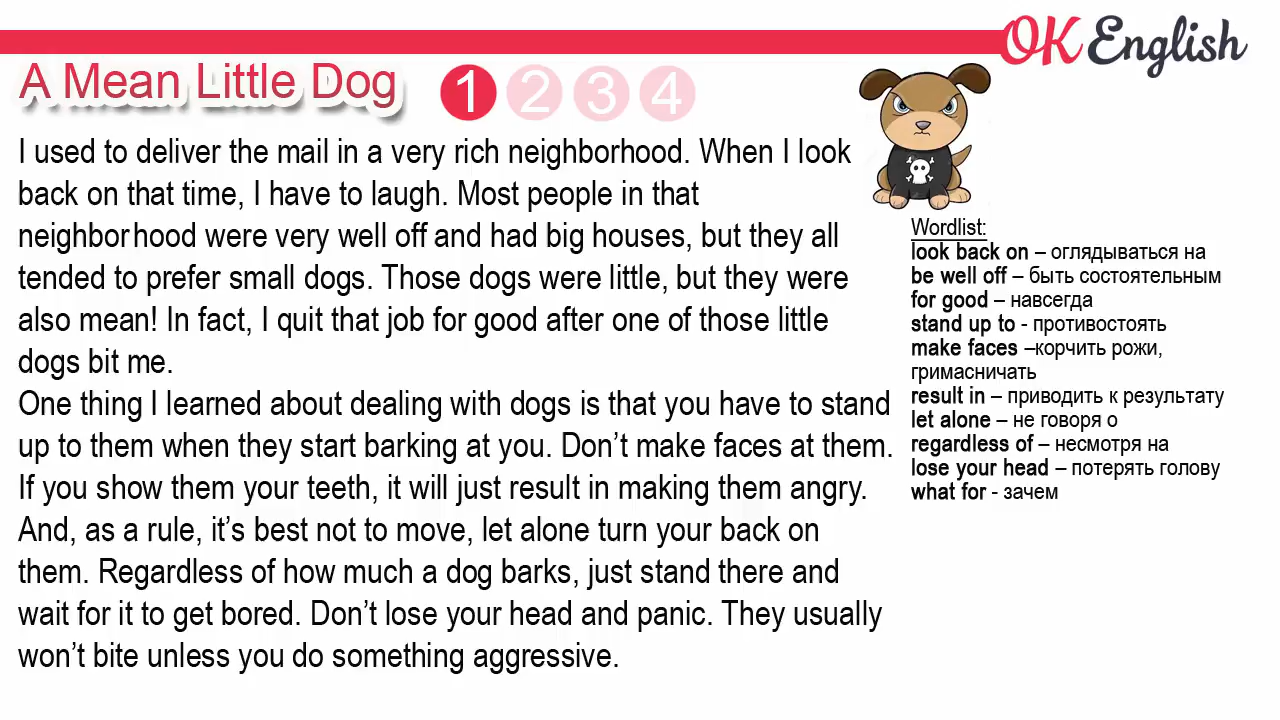 OK English
A Mean Little Dog 1 2 3 4
I used to deliver the mail in a very rich neighborhood. When I look
back on that time, I have to laugh. Most people in that
neighborhood were very well off and had big houses, but they all
tended to prefer small dogs. Those dogs were little, but they were
also mean! In fact, I quit that job for good after one of those little
dogs bit me.
One thing I learned about dealing with dogs is that you have to stand
up to them when they start barking at you. Don’t make faces at them.
If you show them your teeth, it will just result in making them angry.
And, as a rule, it’s best not to move, let alone turn your back on
them. Regardless of how much a dog barks, just stand there and
wait for it to get bored. Don’t lose your head and panic. They usually
won’t bite unless you do something aggressive.
Wordlist:
look back on – оглядываться на
be well off – быть состоятельным
for good – навсегда
stand up to - противостоять
make faces –корчить рожи,
гримасничать
result in – приводить к результату
let alone – не говоря о
regardless of – несмотря на
lose your head – потерять голову
what for - зачем